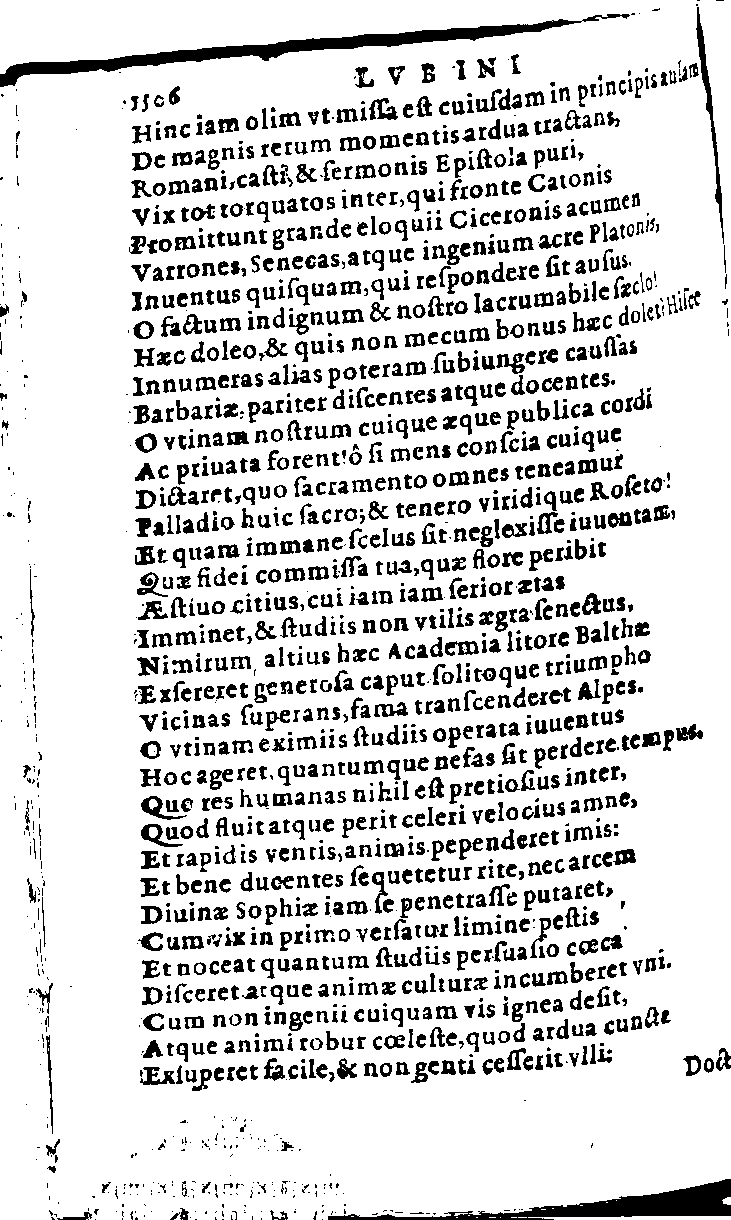 1506
LVBINI
Hinc iam olim vt missa est cuiusdam in principis aulam
De magnis rerum momentis ardua tractans,
Romani, casti, & sermonis Epistola puri,
Vix tot torquatos inter, qui fronte Catonis
Promittunt grande eloquii Ciceronis acumen
Varrones, Senecas, atque ingenium acre Platonis,
Inuentus quisquam, qui respondere sit ausus.
O factum indignum & nostro lacrumabile sæclo!
Hæc doleo, & quis non mecum bonus hæc dolet? Hisce
Innumeras alias poteram subiungere caussas
Barbariæ, pariter discentes atque docentes.
O vtinam nostrum cuique æque publica cordi
Ac priuata forent! ô si mens conscia cuique
Dictaret, quo sacramento omnes teneamur
Palladio huic sacro; & tenero viridique Roseto!
Et quam immane scelus sit neglexisse iuuentam,
Quæ fidei commissa tua, quæ flore peribit
Æstiuo citius, cui iam iam serior ætas
Imminet, & studiis non vtilis ægra senectus,
Nimirum altius hæc Academia litore Balthæ
Exsereret generosa caput solitoque triumpho
Vicinas superans, fama transcenderet Alpes.
O vtinam eximiis studiis operata iuuentus
Hoc ageret, quantumque nefas sit perdere tempus.
Quo res humanas nihil est pretiosius inter,
Quod fluit atque perit celeri velocius amne,
Et rapidis ventis, animis pependeret imis:
Et bene ducentes sequetetur rite, nec arcem
Diuinæ Sophiæ iam se penetrasse putaret,
Cum vix in primo versatur limine: pestis
Et noceat quantum studiis persuasio cœca
Disceret atque animæ culturæ incumberet vni.
Cum non ingenii cuiquam vis ignea desit,
Atque animi robur cœleste, quod ardua cuncta
Exsuperet facile, & non genti cesserit vlli:
Doct